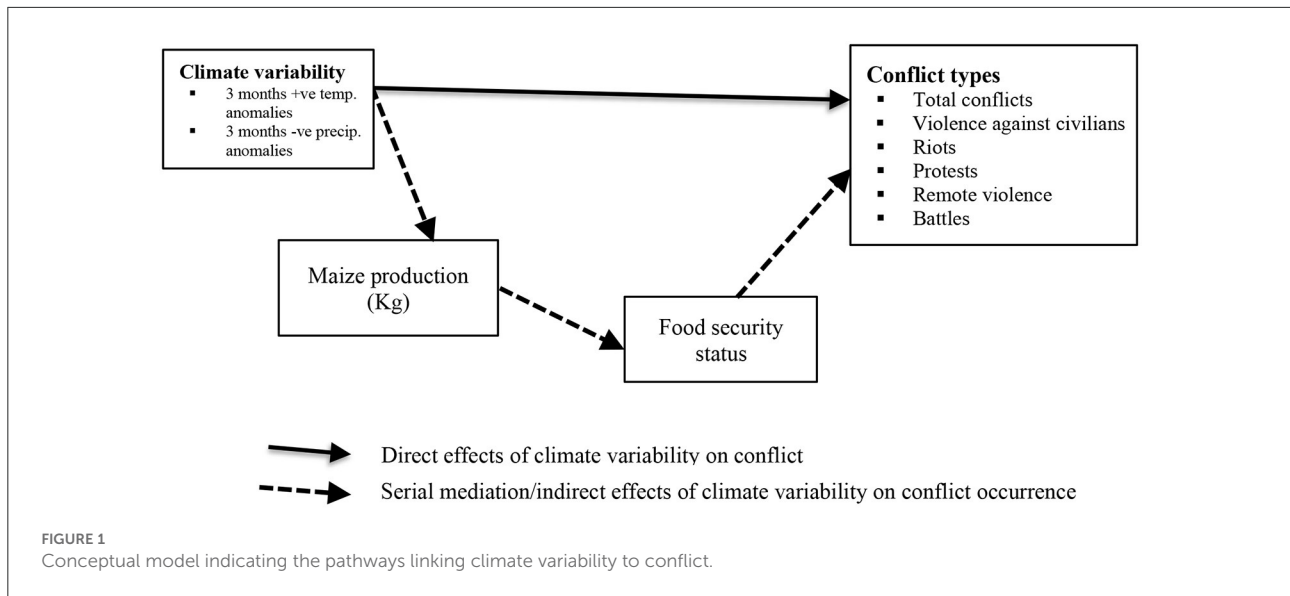 Climate variability
▪ 3 months +ve temp.
anomalies
▪ 3 months -ve precip.
anomalies
Conflict types
▪ Total conflicts
▪ Violence against civilians
▪ Riots
▪ Protests
▪ Remote violence
▪ Battles
Maize production
(Kg)
Food security
status
Direct effects of climate variability on conflict
Serial mediation/indirect effects of climate variability on conflict occurrence
FIGURE 1
Conceptual model indicating the pathways linking climate variability to conflict.